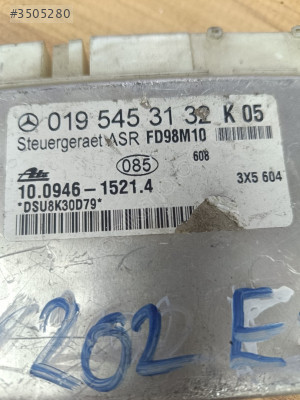 #3505280
019 545 31 32 K 05
Steuergeraet ASR FD98M10
085 608
Ate 3X5 604
10.0946-1521.4
*DSU8K30D79*
202 E